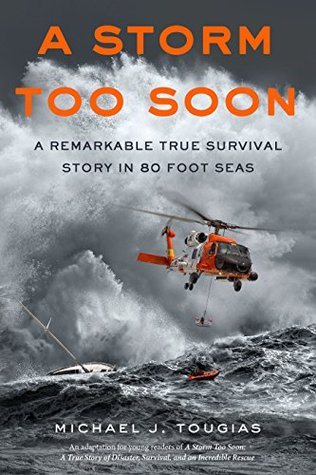 A STORM
TOO SOON
A REMARKABLE TRUE SURVIVAL
STORY IN 80 FOOT SEAS
MICHAEL J. TOUGIAS
An adaptation for young readers of A Storm Too Soon:
A True Story of Disaster, Survival, and an Incredible Rescue